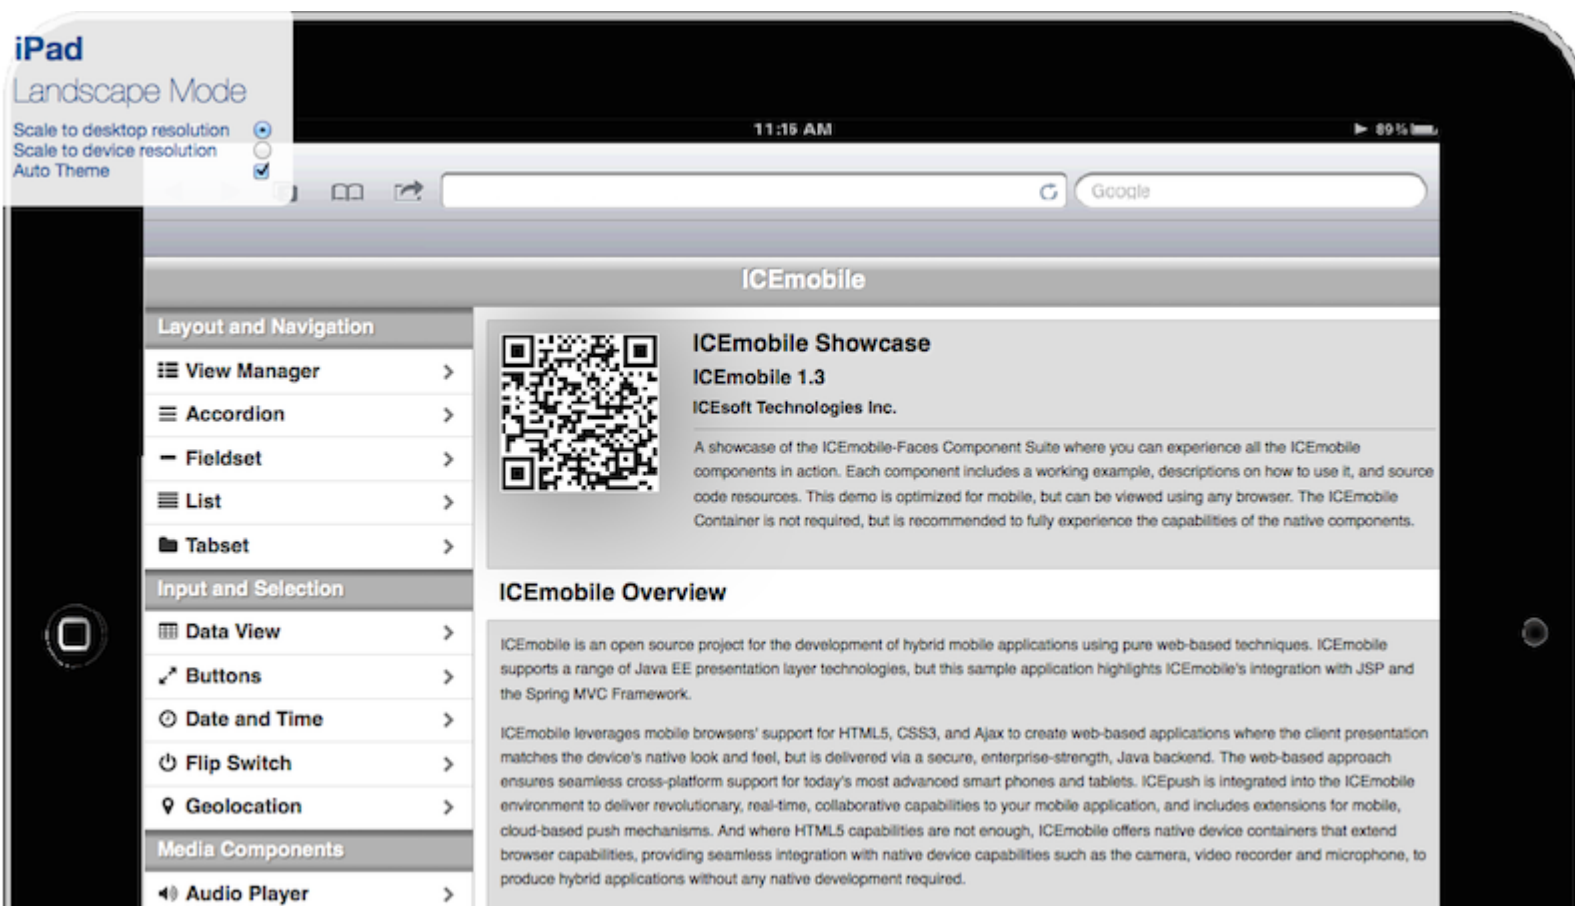 iPad
Landscape Mode
Scale to desktop resolution
Scale to device resolution
Auto Theme
11:15 AM
89%
Google
ICEmobile
Layout and Navigation
View Manager
Accordion
Fieldset
List
Tabset
Input and Selection
Data View
Buttons
Date and Time
Flip Switch
Geolocation
Media Components
Audio Player
ICEmobile Showcase
ICEmobile 1.3
ICEsoft Technologies Inc.
A showcase of the ICEmobile-Faces Component Suite where you can experience all the ICEmobile
components in action. Each component includes a working example, descriptions on how to use it, and source
code resources. This demo is optimized for mobile, but can be viewed using any browser. The ICEmobile
Container is not required, but is recommended to fully experience the capabilities of the native components.
ICEmobile Overview
ICEmobile is an open source project for the development of hybrid mobile applications using pure web-based techniques. ICEmobile
supports a range of Java EE presentation layer technologies, but this sample application highlights ICEmobile's integration with JSP and
the Spring MVC Framework.
ICEmobile leverages mobile browsers' support for HTML5, CSS3, and Ajax to create web-based applications where the client presentation
matches the device's native look and feel, but is delivered via a secure, enterprise-strength, Java backend. The web-based approach
ensures seamless cross-platform support for today's most advanced smart phones and tablets. ICEpush is integrated into the ICEmobile
environment to deliver revolutionary, real-time, collaborative capabilities to your mobile application, and includes extensions for mobile,
cloud-based push mechanisms. And where HTML5 capabilities are not enough, ICEmobile offers native device containers that extend
browser capabilities, providing seamless integration with native device capabilities such as the camera, video recorder and microphone, to
produce hybrid applications without any native development required.